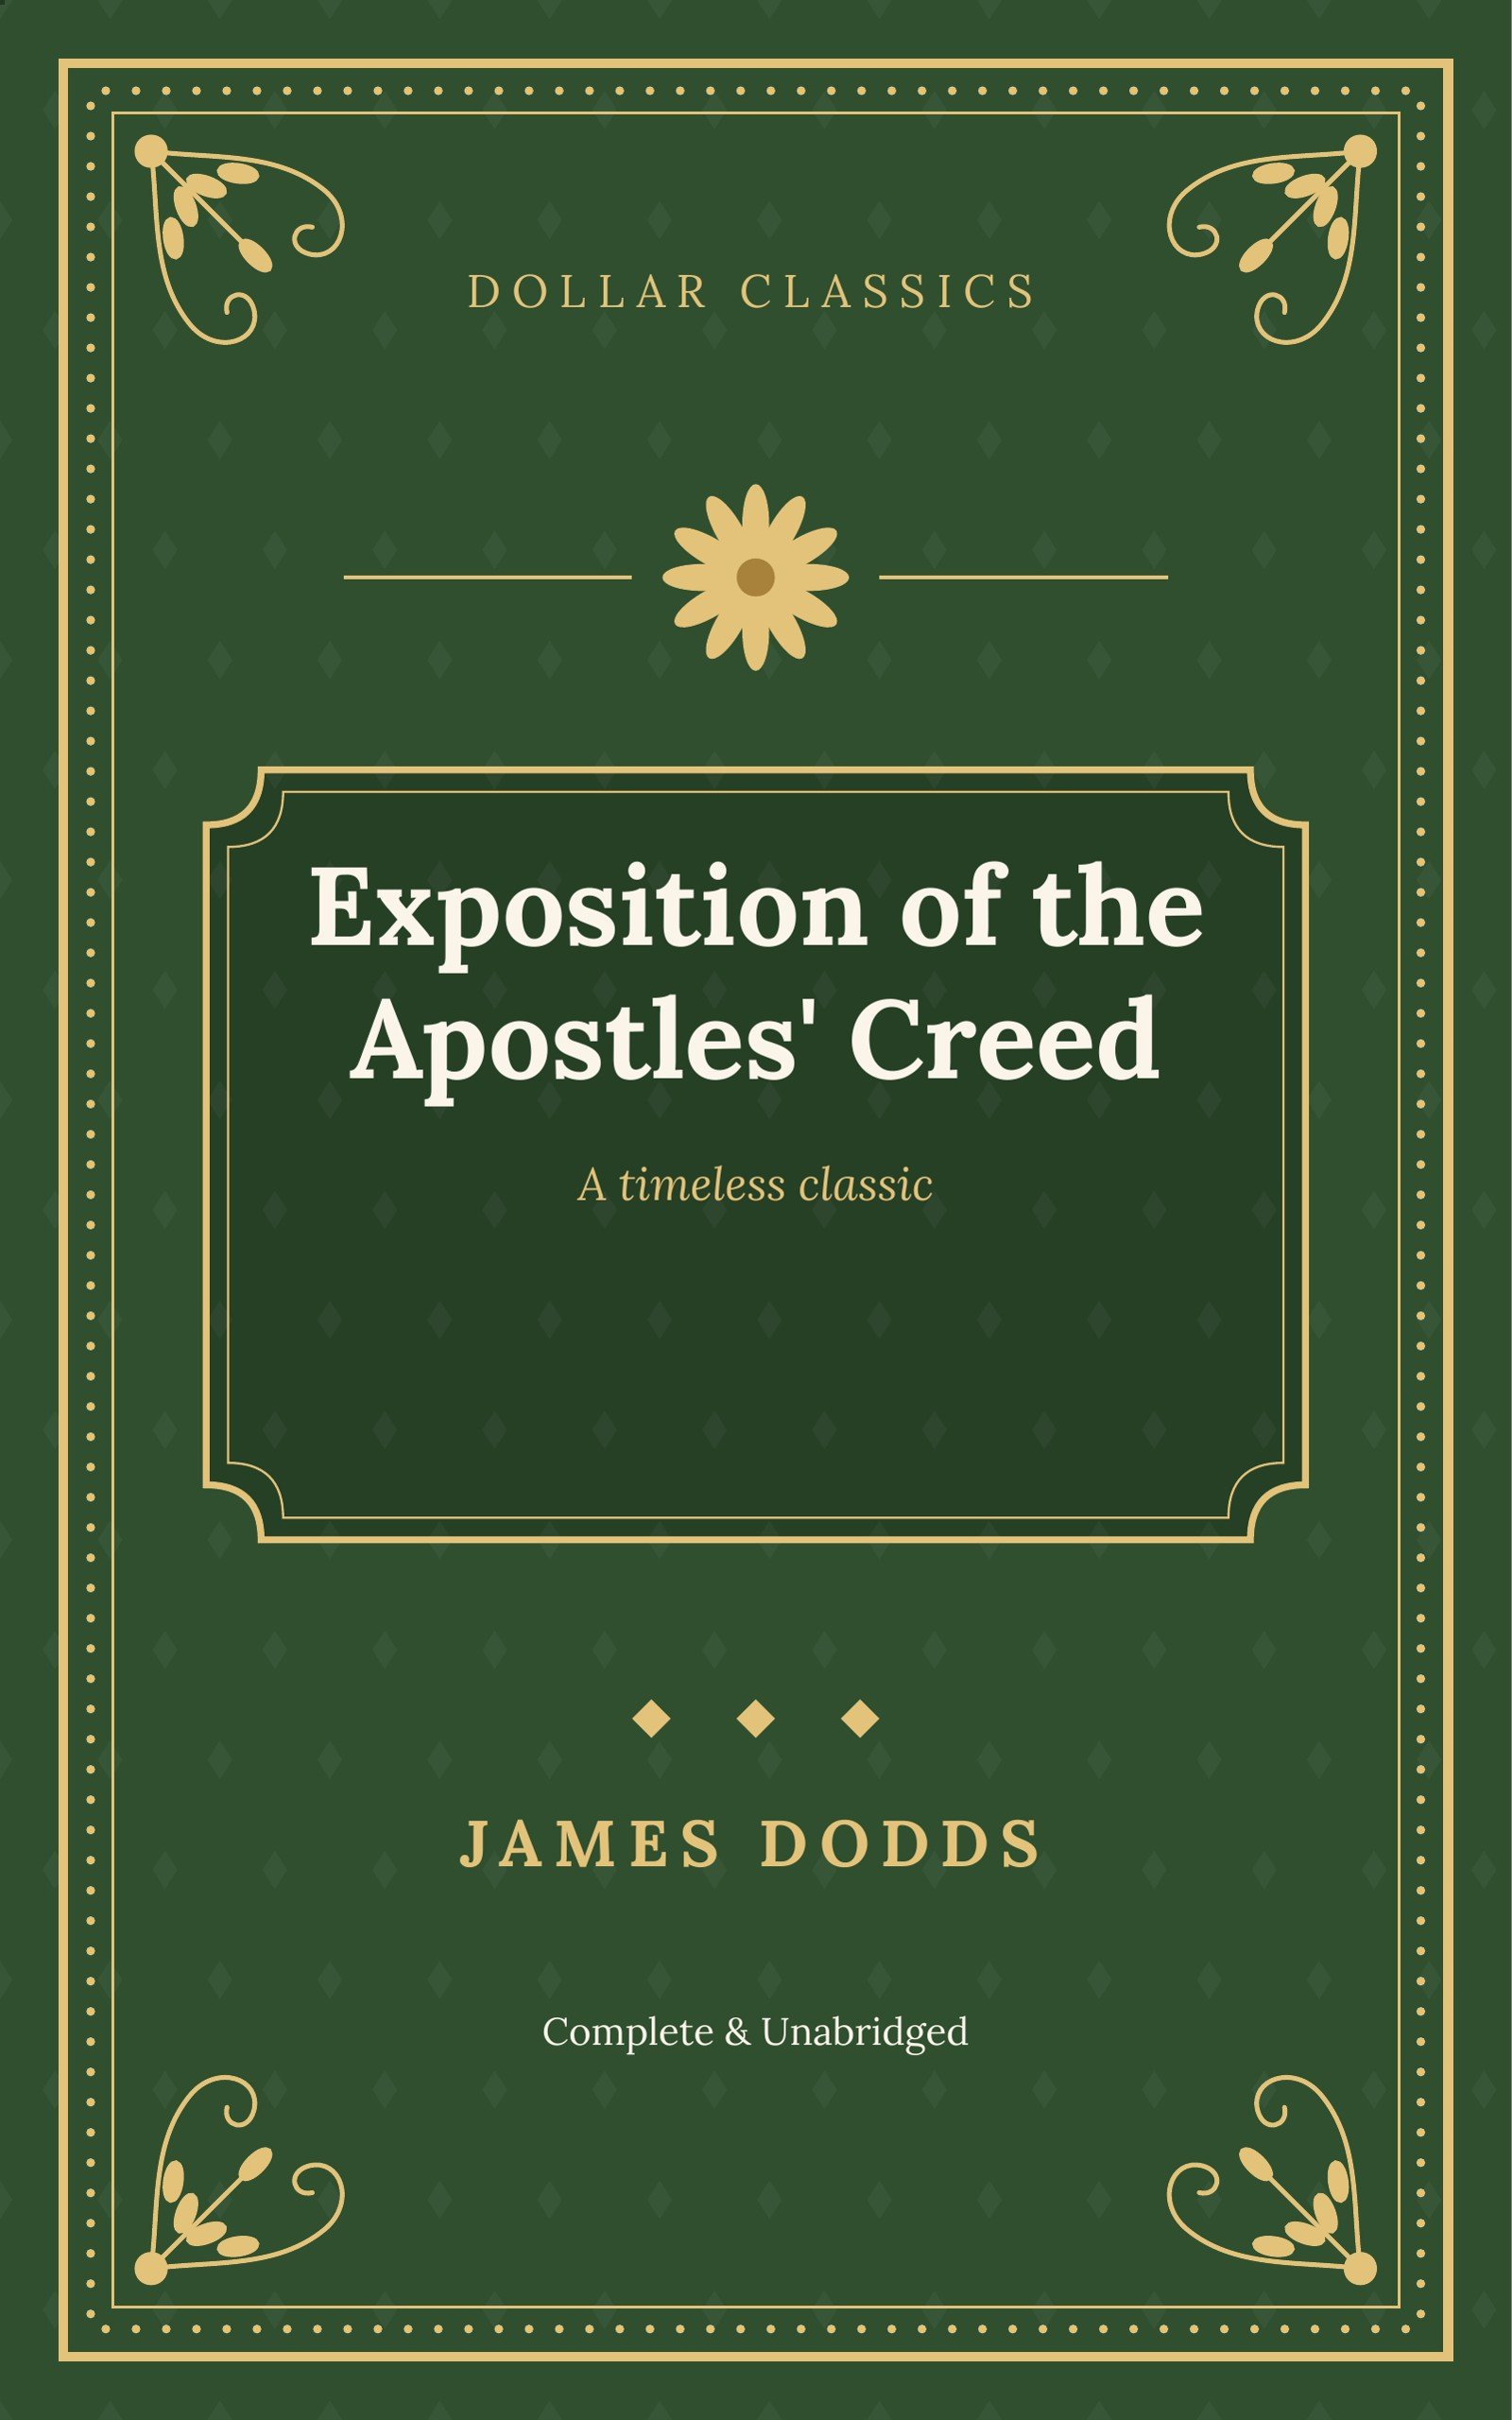 DOLLAR CLASSICS
Exposition of the
Apostles' Creed
A timeless classic
JAMES DODDS
Complete & Unabridged